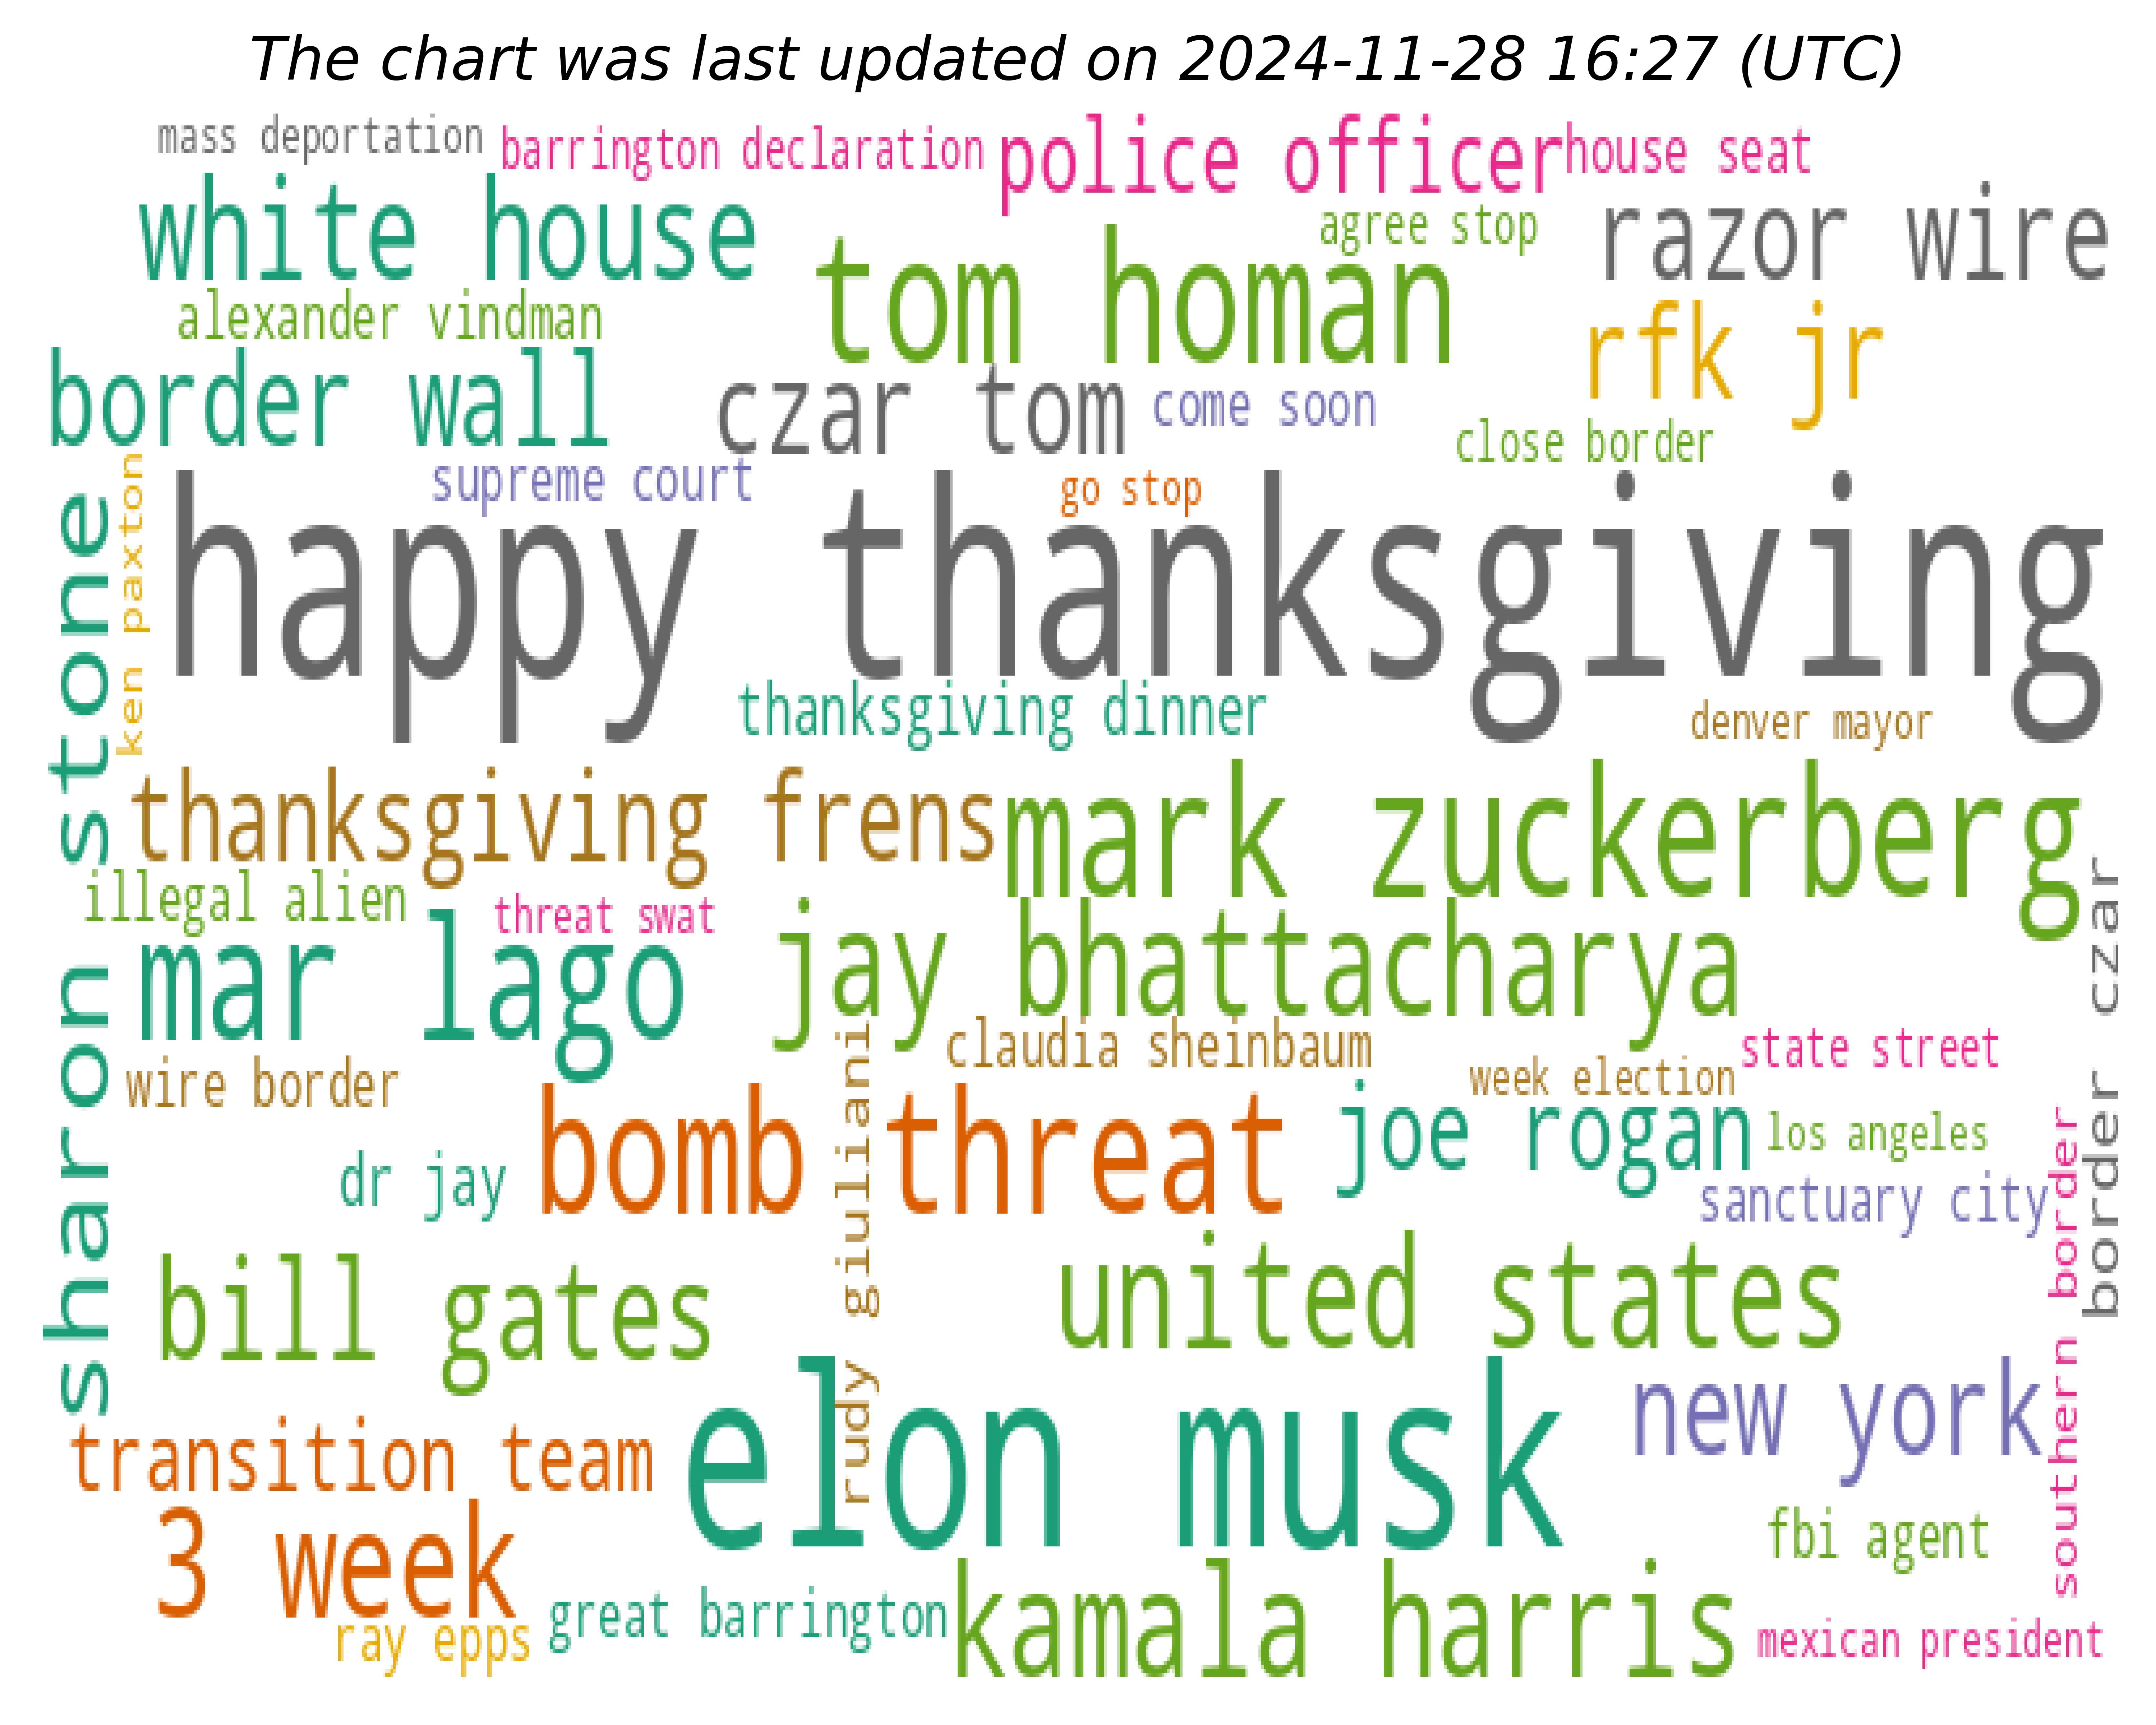 The chart was last updated on 2024-11-28 16:27 (UTC)
mass deportation
barrington declaration
police officer
house seat
white house
agree stop
razor wire
tom homan
alexander vindman
rfk jr
border wall
czar tom
come soon
close border
supreme court
go stop
ken paxton
happy thanksgiving
sharon stone
thanksgiving dinner
denver mayor
thanksgiving frens
mark zuckerberg
illegal alien
threat swat
mar lago
jay bhattacharya
border czar
claudia sheinbaum
state street
wire border
week election
bomb threat
joe rogan
los angeles
dr jay
sanctuary city
rudy giuliani
southern border
bill gates
united states
elon musk
new york
transition team
3 week
fbi agent
kamala harris
great barrington
ray epps
mexican president